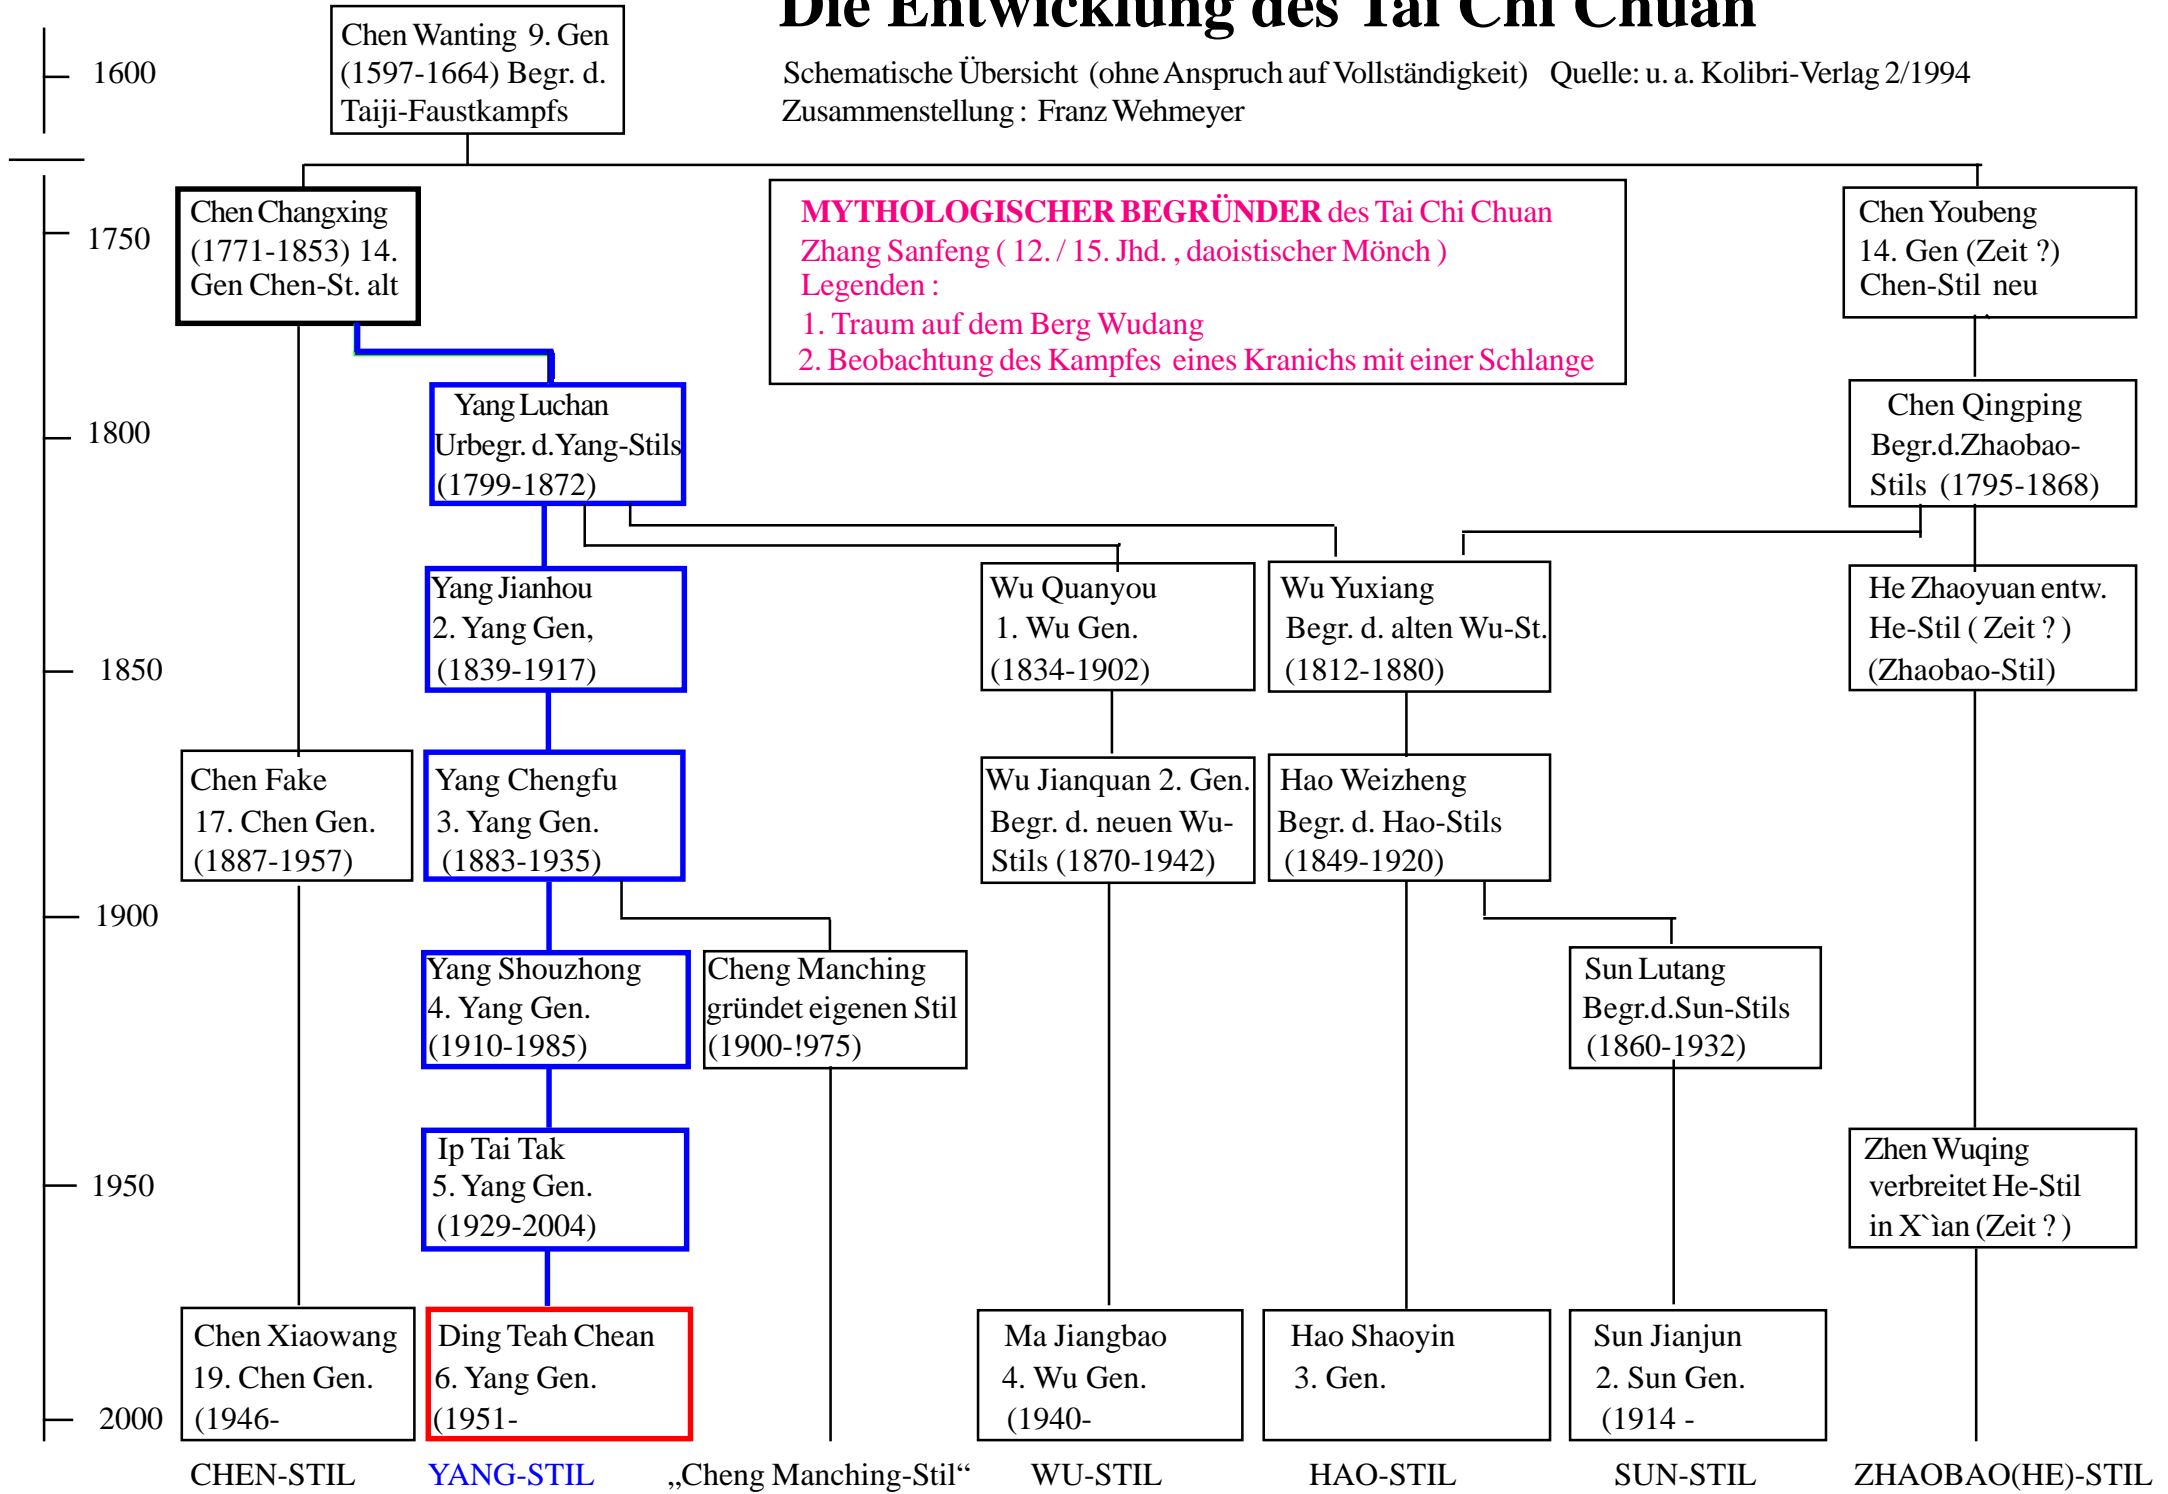 Die Entwicklung des Tai Chi Chuan
Schematische Übersicht (ohne Anspruch auf Vollständigkeit) Quelle: u. a. Kolibri-Verlag 2/1994
Zusammenstellung : Franz Wehmeyer
1600
1750
1800
1850
1900
1950
2000
Chen Wanting 9. Gen
(1597-1664) Begr. d.
Taiji-Faustkampfs
Chen Changxing
(1771-1853) 14.
Gen Chen-St. alt
MYTHOLOGISCHER BEGRÜNDER des Tai Chi Chuan
Zhang Sanfeng ( 12. / 15. Jhd. , daoistischer Mönch )
Legenden :
1. Traum auf dem Berg Wudang
2. Beobachtung des Kampfes eines Kranichs mit einer Schlange
Chen Youbeng
14. Gen (Zeit ?)
Chen-Stil neu
Yang Luchan
Urbegr. d.Yang-Stils
(1799-1872)
Chen Qingping
Begr.d.Zhaobao-
Stils (1795-1868)
Yang Jianhou
2. Yang Gen,
(1839-1917)
Wu Quanyou
1. Wu Gen.
(1834-1902)
Wu Yuxiang
Begr. d. alten Wu-St.
(1812-1880)
He Zhaoyuan entw.
He-Stil ( Zeit ? )
(Zhaobao-Stil)
Chen Fake
17. Chen Gen.
(1887-1957)
Yang Chengfu
3. Yang Gen.
(1883-1935)
Wu Jianquan 2. Gen.
Begr. d. neuen Wu-
Stils (1870-1942)
Hao Weizheng
Begr. d. Hao-Stils
(1849-1920)
Yang Shouzhong
4. Yang Gen.
(1910-1985)
Cheng Manching
gründet eigenen Stil
(1900-!975)
Sun Lutang
Begr.d.Sun-Stils
(1860-1932)
Ip Tai Tak
5. Yang Gen.
(1929-2004)
Zhen Wuqing
verbreitet He-Stil
in X`ìan (Zeit ? )
Chen Xiaowang
19. Chen Gen.
(1946-
Ding Teah Chean
6. Yang Gen.
(1951-
Ma Jiangbao
4. Wu Gen.
(1940-
Hao Shaoyin
3. Gen.
Sun Jianjun
2. Sun Gen.
(1914 -
CHEN-STIL
YANG-STIL
„Cheng Manching-Stil“
WU-STIL
HAO-STIL
SUN-STIL
ZHAOBAO(HE)-STIL